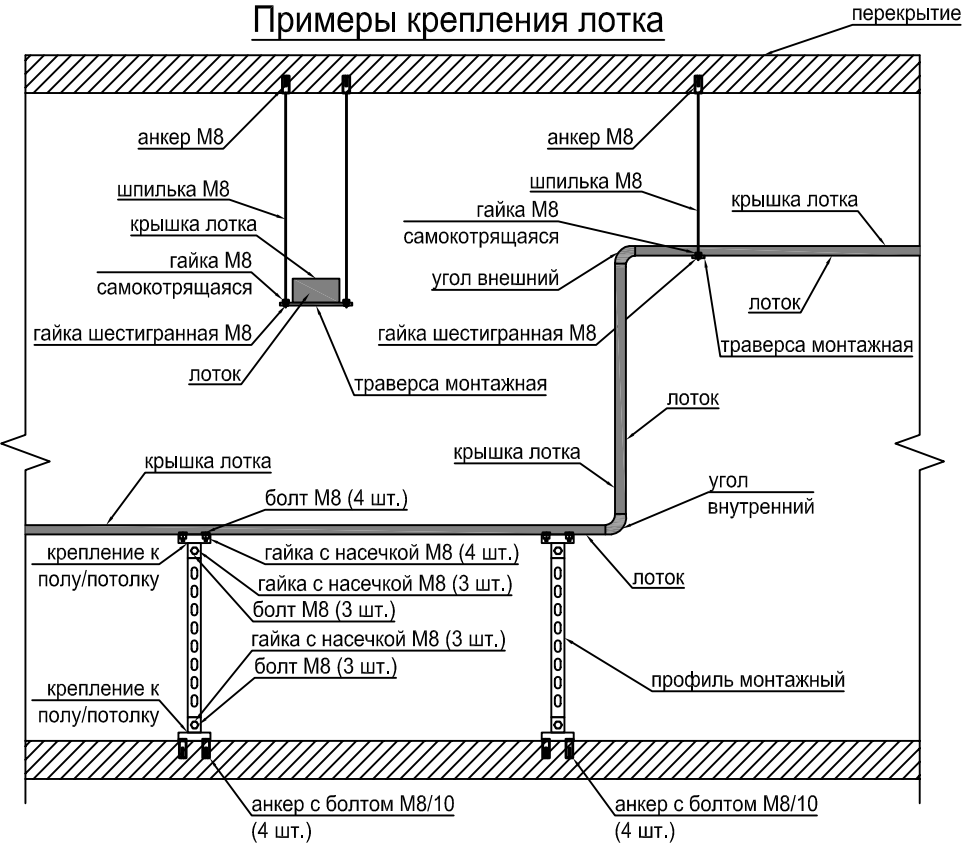 Примеры крепления лотка
перекрытие
анкер М8
анкер М8
шпилька М8
шпилька М8
крышка лотка
гайка М8
самокотрящаяся
крышка лотка
гайка М8
самокотрящаяся
угол внешний
лоток
гайка шестигранная М8
гайка шестигранная М8
траверса монтажная
лоток
траверса монтажная
лоток
крышка лотка
крышка лотка
угол
внутренний
болт М8 (4 шт.)
крепление к
полу/потолку
гайка с насечкой М8 (4 шт.)
гайка с насечкой М8 (3 шт.)
лоток
болт М8 (3 шт.)
гайка с насечкой М8 (3 шт.)
болт М8 (3 шт.)
крепление к
полу/потолку
профиль монтажный
анкер с болтом М8/10
(4 шт.)
анкер с болтом М8/10
(4 шт.)